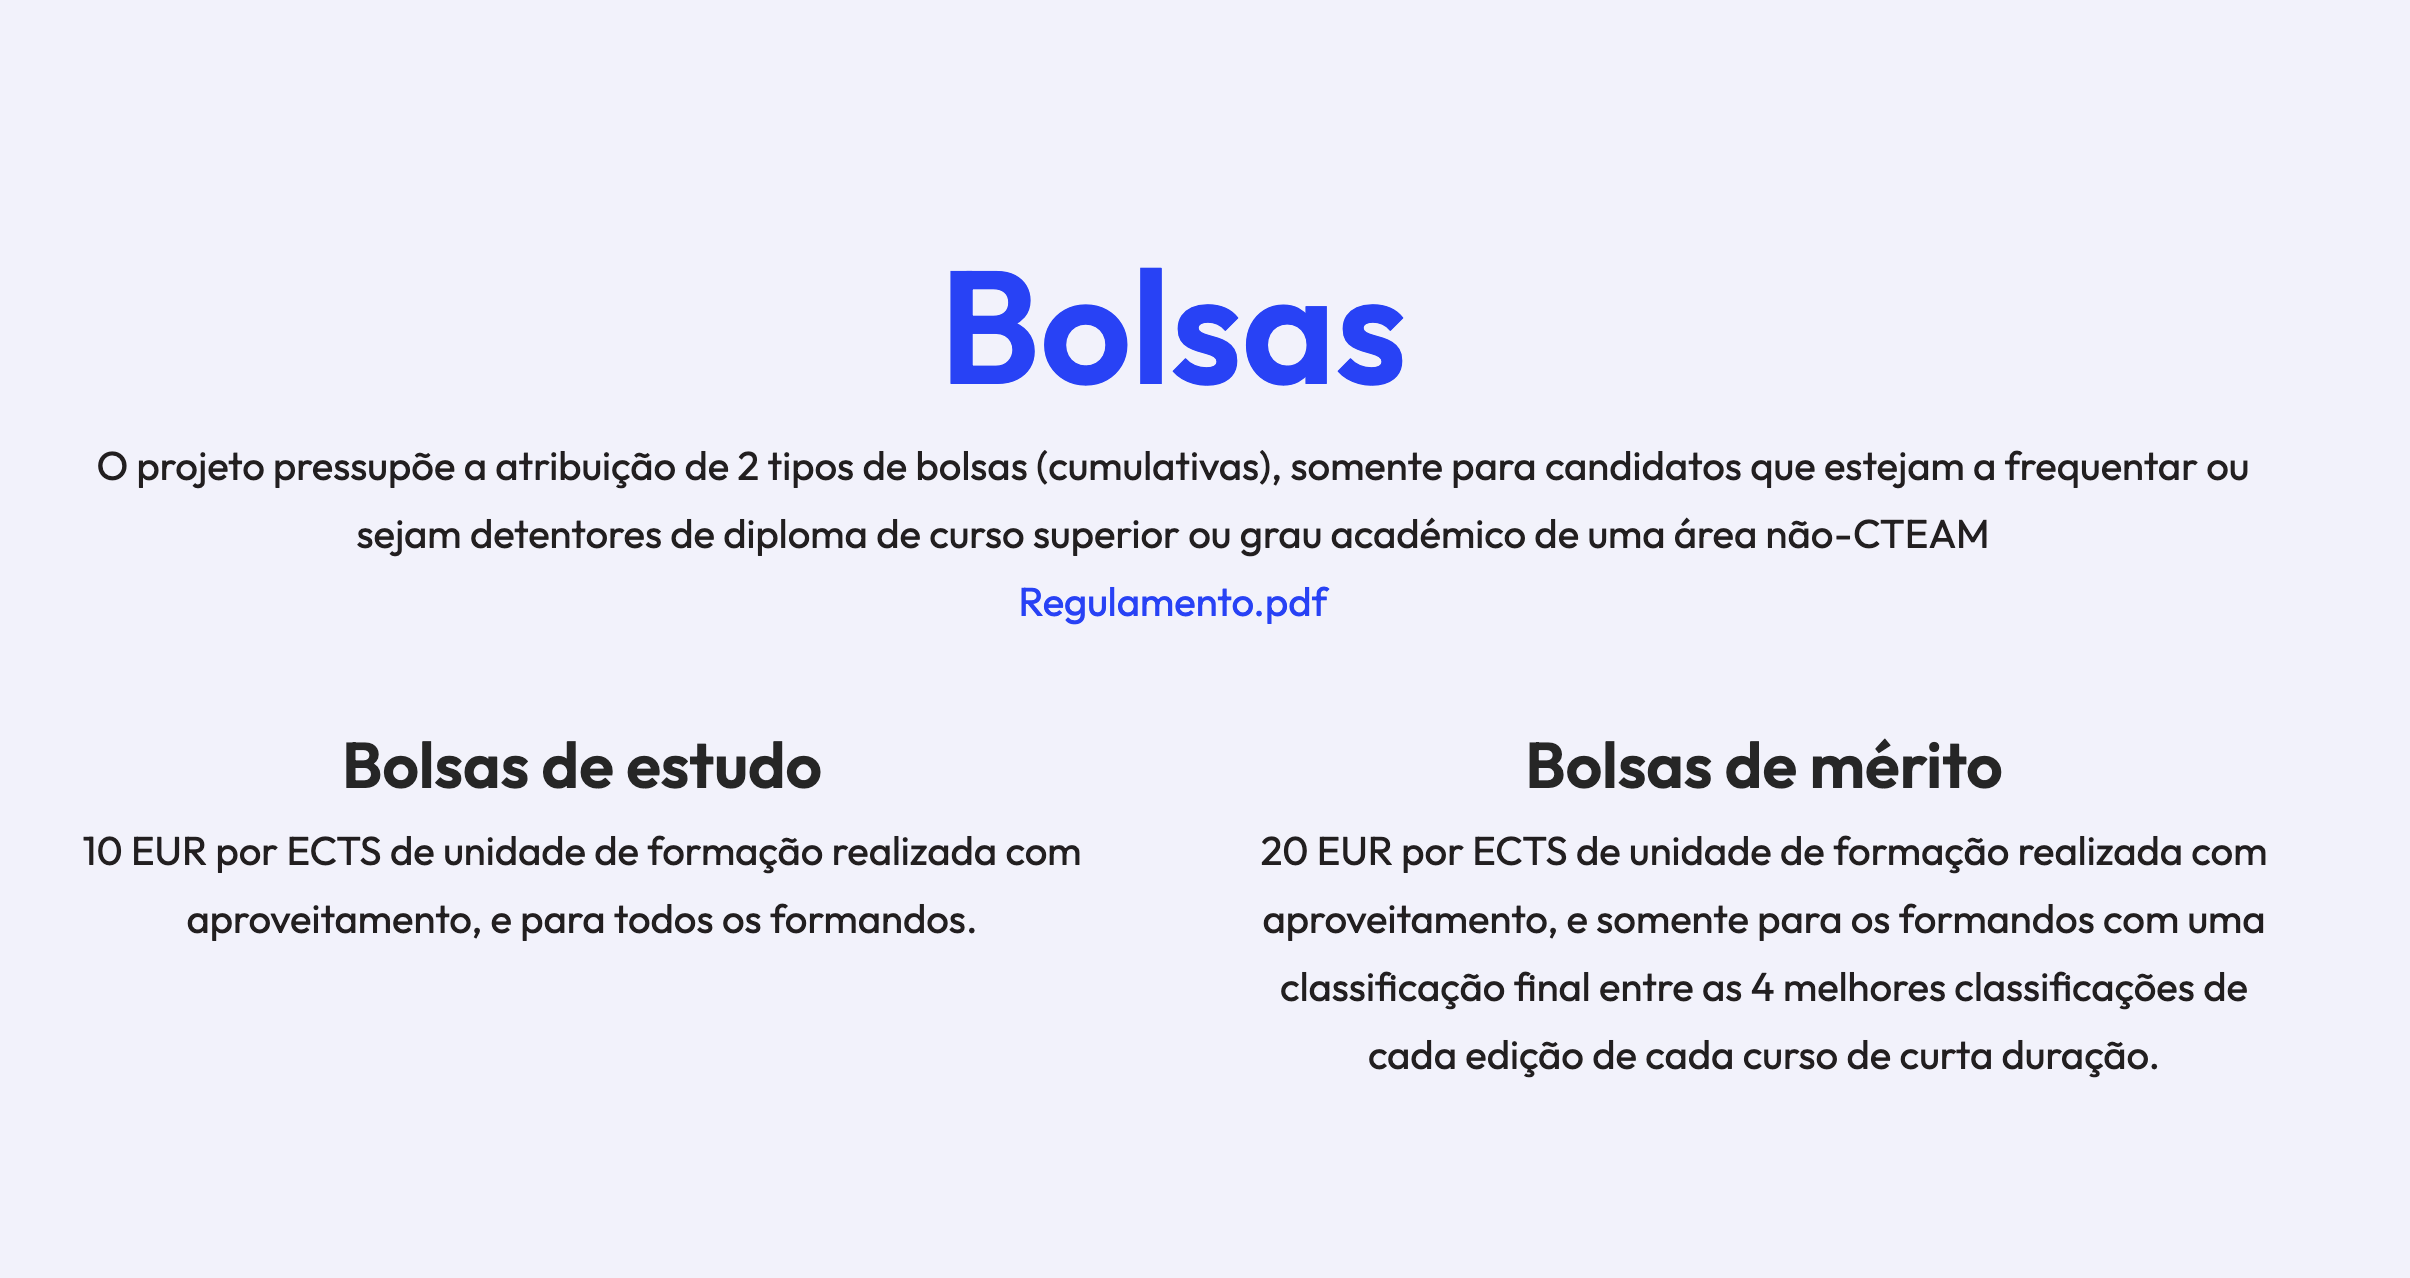 Bolsas
O projeto pressupõe a atribuição de 2 tipos de bolsas (cumulativas), somente para candidatos que estejam a frequentar ou
sejam detentores de diploma de curso superior ou grau académico de uma área não-CTEAM
Regulamento.pdf
Bolsas de estudo
10 EUR por ECTS de unidade de formação realizada com
aproveitamento, e para todos os formandos.
Bolsas de mérito
20 EUR por ECTS de unidade de formação realizada com
aproveitamento, e somente para os formandos com uma
classificação final entre as 4 melhores classificações de
cada edição de cada curso de curta duração.